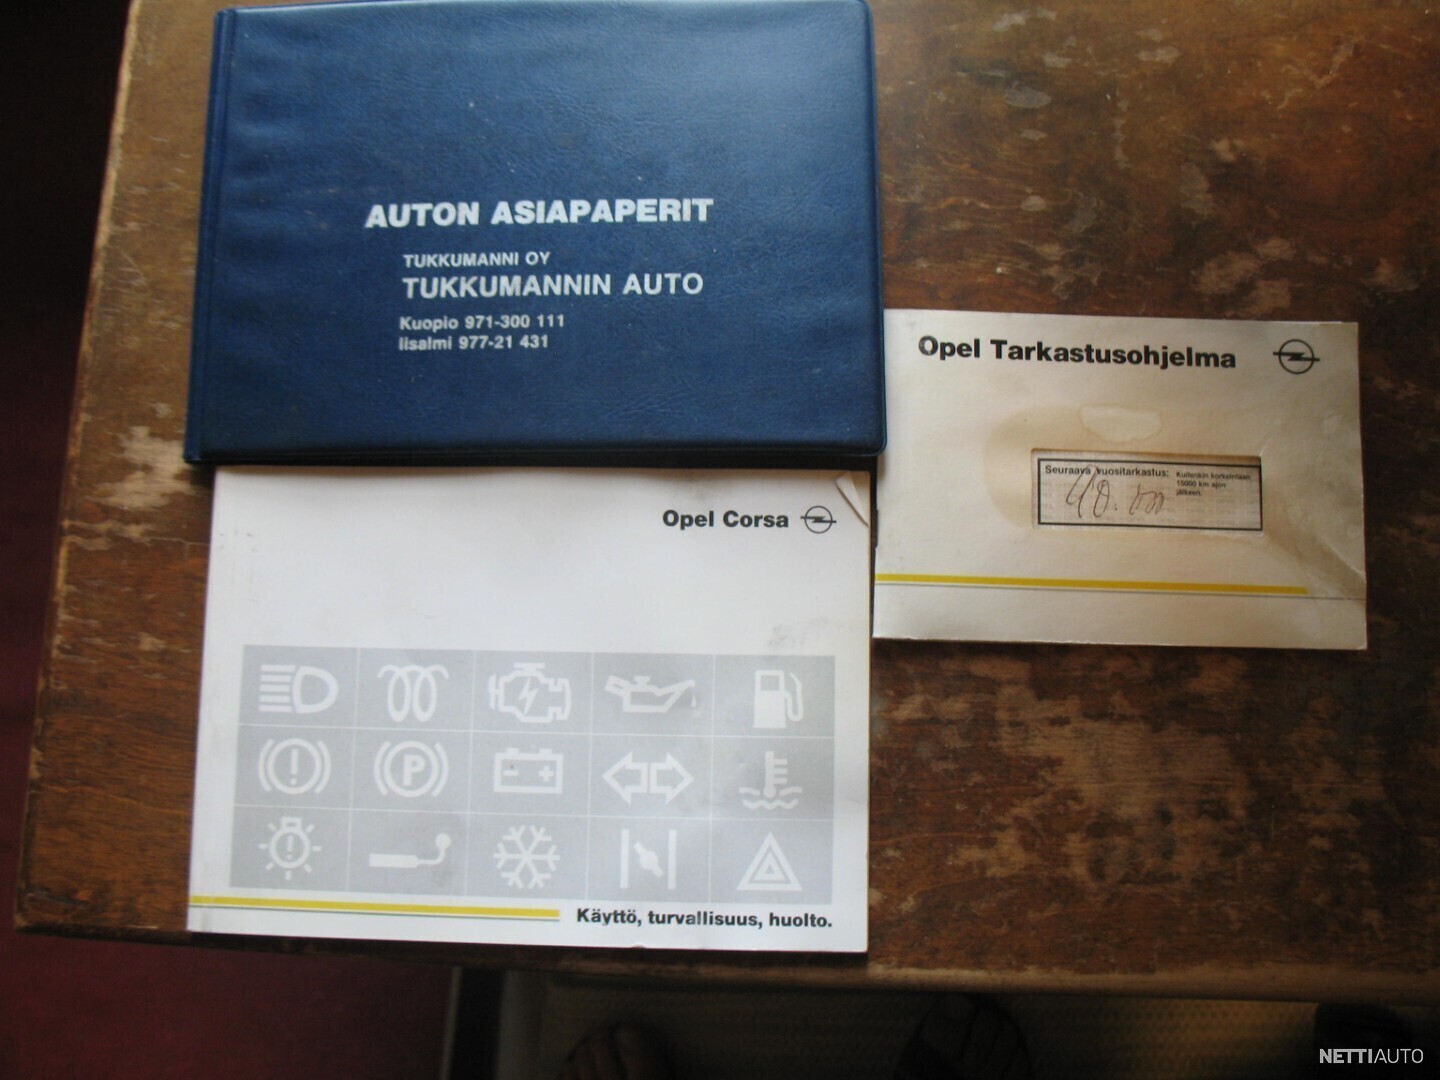 AUTON ASIAPAPERIT
TUKKUMANNI OY
TUKKUMANNIN AUTO
Kuopio 971-300 111
Iisalmi 977-21 431
Opel Tarkastusohjelma
Seuraava vuositarkastus:
Kuitenkin korkeintaan
15000 km ajon
jälkeen.
Opel Corsa
P
Käyttö, turvallisuus, huolto.
NETTIAUTO